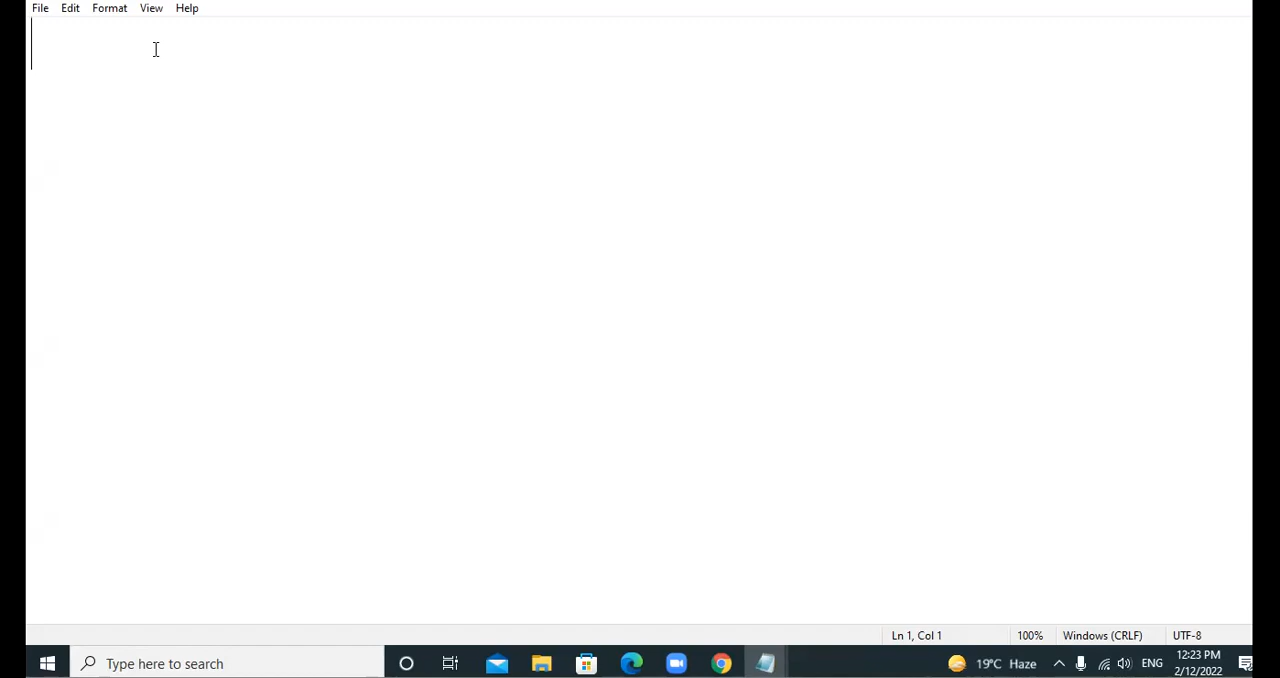 File Edit Format View Help
Ln 1, Col 1 100% Windows (CRLF) UTF-8
Type here to search 19°C Haze ENG 12:23 PM
2/12/2022